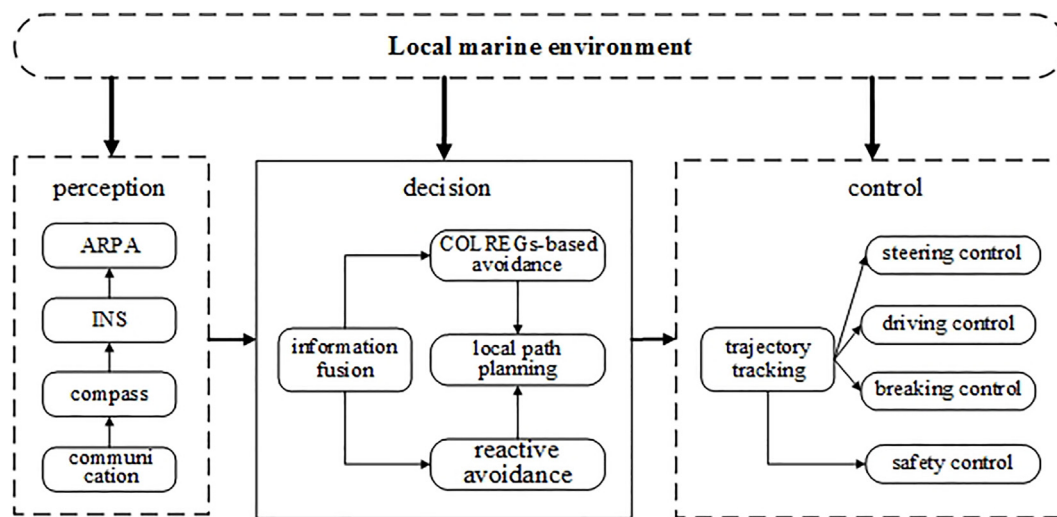 Local marine environment
perception
ARPA
INS
compass
communi
cation
decision
information
fusion
COLREGs-based
avoidance
local path
planning
reactive
avoidance
control
trajectory
tracking
steering control
driving control
breaking control
safety control